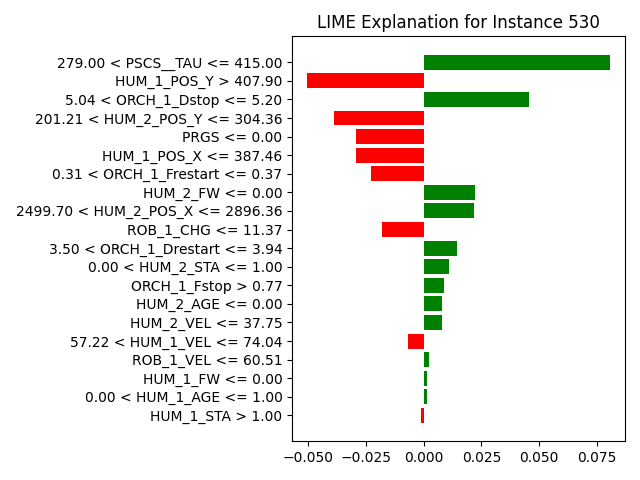 LIME Explanation for Instance 530
279.00 < PSCS__TAU <= 415.00
HUM_1_POS_Y > 407.90
5.04 < ORCH_1_Dstop <= 5.20
201.21 < HUM_2_POS_Y <= 304.36
PRGS <= 0.00
HUM_1_POS_X <= 387.46
0.31 < ORCH_1_Frestart <= 0.37
HUM_2_FW <= 0.00
2499.70 < HUM_2_POS_X <= 2896.36
ROB_1_CHG <= 11.37
3.50 < ORCH_1_Drestart <= 3.94
0.00 < HUM_2_STA <= 1.00
ORCH_1_Fstop > 0.77
HUM_2_AGE <= 0.00
HUM_2_VEL <= 37.75
57.22 < HUM_1_VEL <= 74.04
ROB_1_VEL <= 60.51
HUM_1_FW <= 0.00
0.00 < HUM_1_AGE <= 1.00
HUM_1_STA > 1.00
−0.050 −0.025 0.000 0.025 0.050 0.075